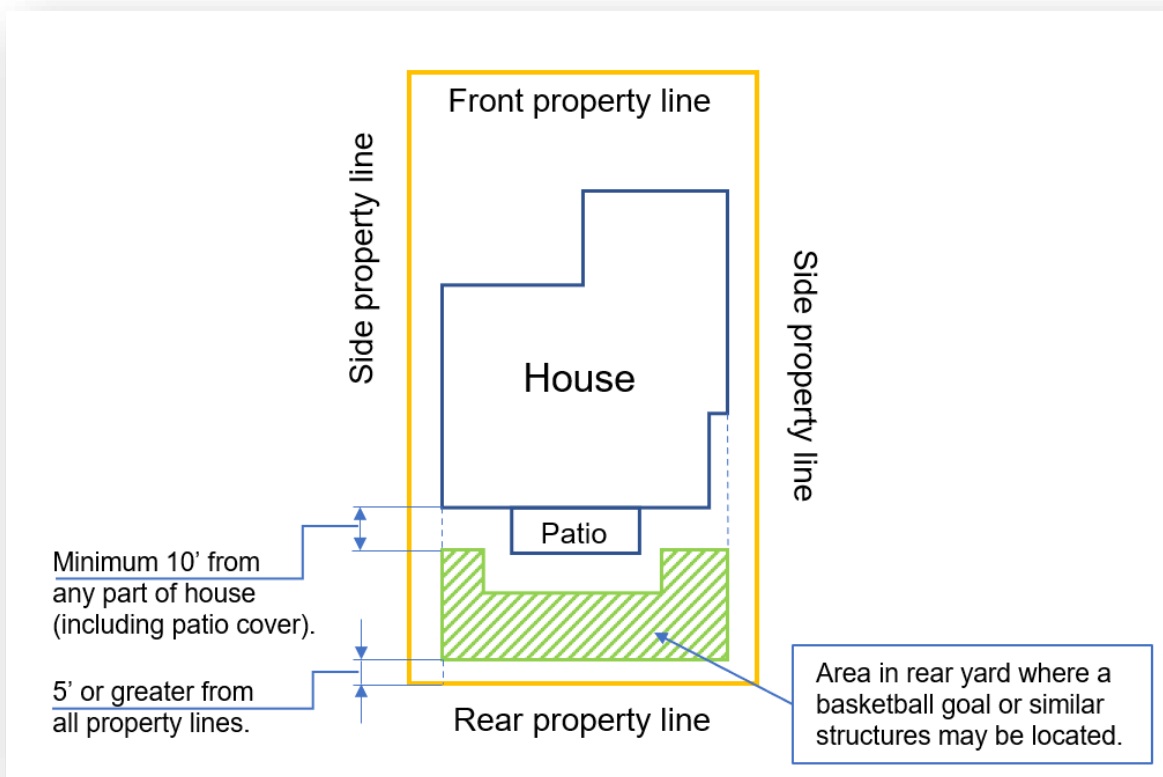 Front property line
Side property line
Side property line
House
Patio
Minimum 10’ from
any part of house
(including patio cover).
5’ or greater from
all property lines.
Rear property line
Area in rear yard where a
basketball goal or similar
structures may be located.